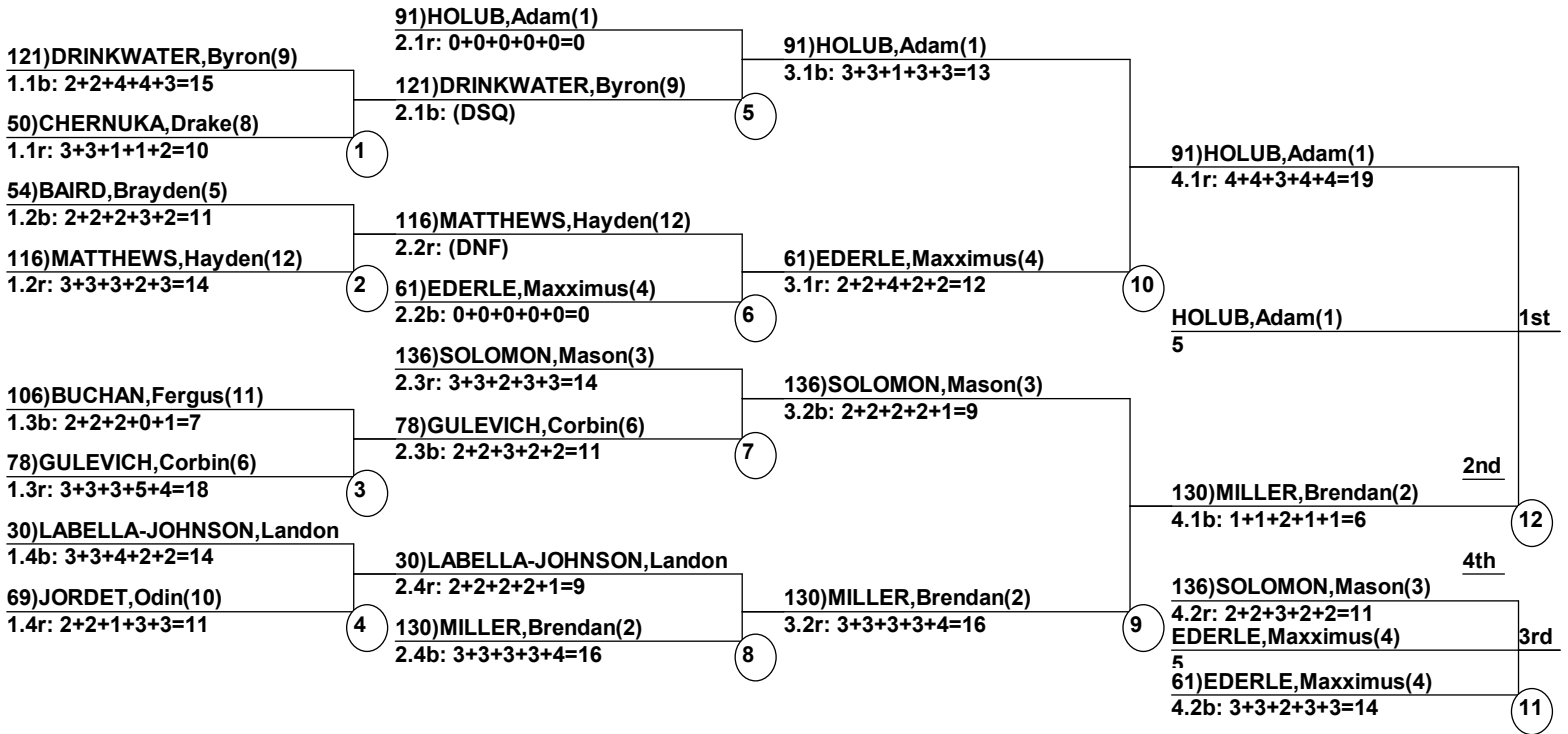 121)DRINKWATER,Byron(9)
1.1b: 2+2+4+4+3=15
50)CHERNUKA,Drake(8)
1.1r: 3+3+1+1+2=10
1
54)BAIRD,Brayden(5)
1.2b: 2+2+2+3+2=11
116)MATTHEWS,Hayden(12)
1.2r: 3+3+3+2+3=14
2
106)BUCHAN,Fergus(11)
1.3b: 2+2+2+0+1=7
78)GULEVICH,Corbin(6)
1.3r: 3+3+3+5+4=18
3
30)LABELLA-JOHNSON,Landon
1.4b: 3+3+4+2+2=14
69)JORDET,Odin(10)
1.4r: 2+2+1+3+3=11
4
91)HOLUB,Adam(1)
2.1r: 0+0+0+0+0=0
121)DRINKWATER,Byron(9)
2.1b: (DSQ)
5
116)MATTHEWS,Hayden(12)
2.2r: (DNF)
61)EDERLE,Maxximus(4)
2.2b: 0+0+0+0+0=0
6
136)SOLOMON,Mason(3)
2.3r: 3+3+2+3+3=14
78)GULEVICH,Corbin(6)
2.3b: 2+2+3+2+2=11
7
30)LABELLA-JOHNSON,Landon
2.4r: 2+2+2+2+1=9
130)MILLER,Brendan(2)
2.4b: 3+3+3+3+4=16
8
91)HOLUB,Adam(1)
3.1b: 3+3+1+3+3=13
61)EDERLE,Maxximus(4)
3.1r: 2+2+4+2+2=12
10
136)SOLOMON,Mason(3)
3.2b: 2+2+2+2+1=9
130)MILLER,Brendan(2)
3.2r: 3+3+3+3+4=16
9
91)HOLUB,Adam(1)
4.1r: 4+4+3+4+4=19
HOLUB,Adam(1) 1st
5
2nd
130)MILLER,Brendan(2)
4.1b: 1+1+2+1+1=6
12
4th
136)SOLOMON,Mason(3)
4.2r: 2+2+3+2+2=11
EDERLE,Maxximus(4) 3rd
5
61)EDERLE,Maxximus(4)
4.2b: 3+3+2+3+3=14
11